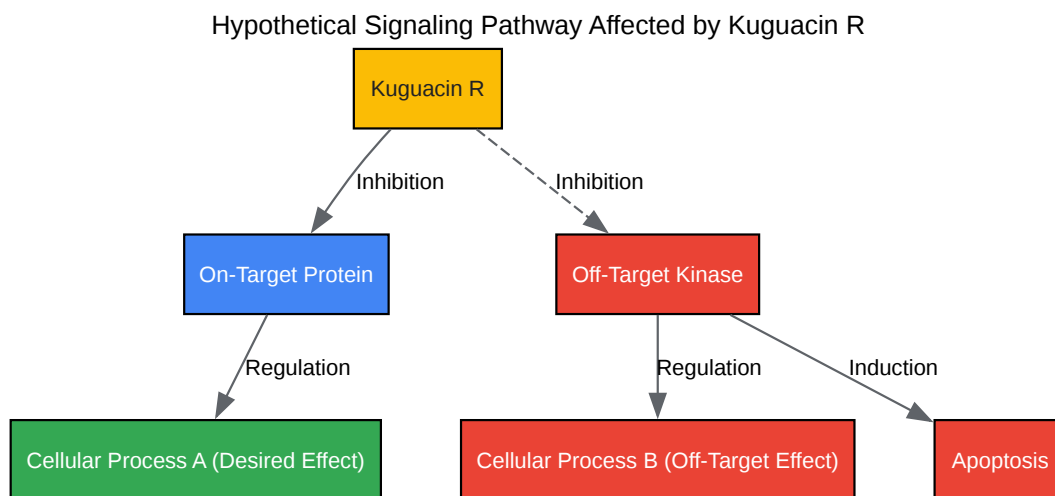 Hypothetical Signaling Pathway Affected by Kuguacin R
Kuguacin R
Inhibition
Inhibition
On-Target Protein
Off-Target Kinase
Regulation
Regulation
Induction
Cellular Process A (Desired Effect)
Cellular Process B (Off-Target Effect)
Apoptosis